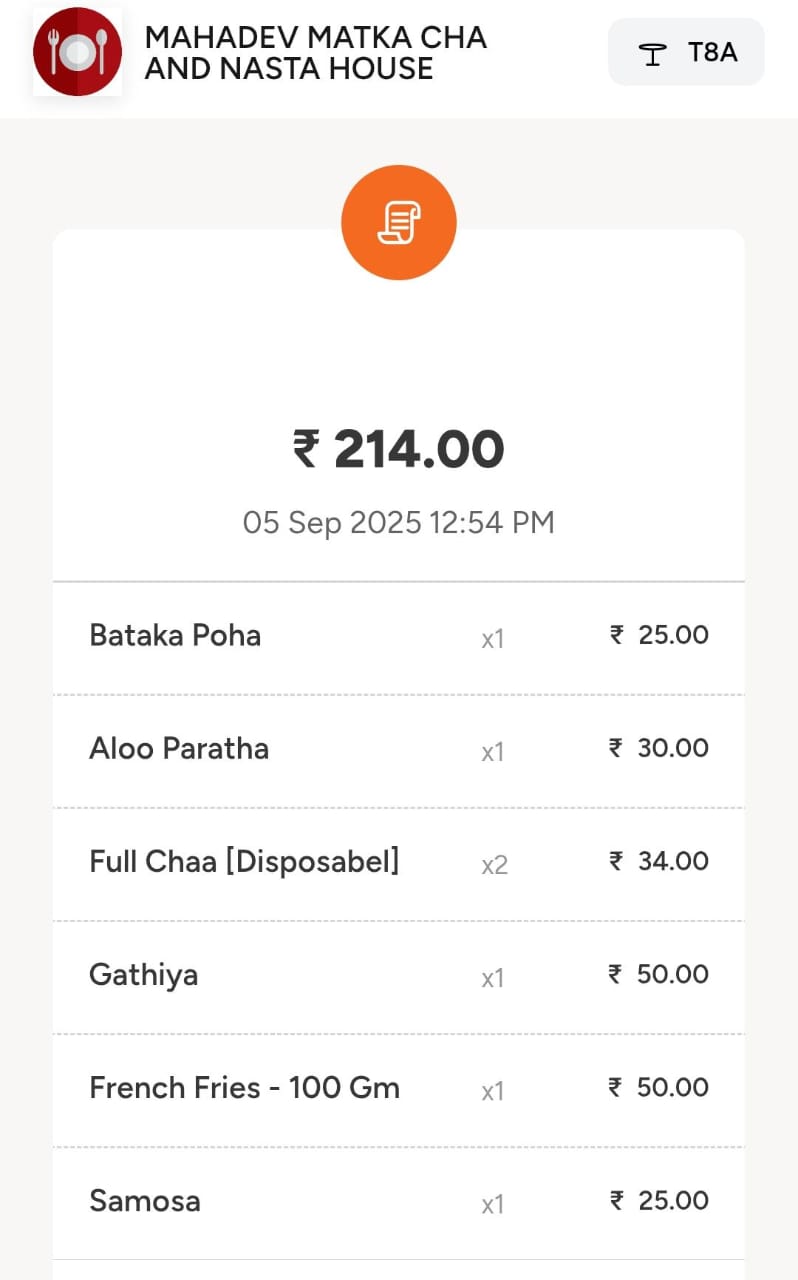 MAHADEV MATKA CHA
AND NASTA HOUSE
T8A
₹ 214.00
05 Sep 2025 12:54 PM
Bataka Poha x1 ₹ 25.00
Aloo Paratha x1 ₹ 30.00
Full Chaa [Disposabel] x2 ₹ 34.00
Gathiya x1 ₹ 50.00
French Fries - 100 Gm x1 ₹ 50.00
Samosa x1 ₹ 25.00